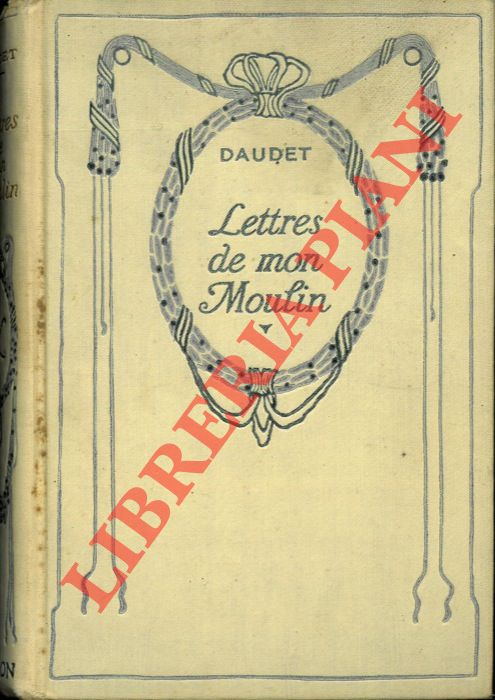 DAUDET
Lettres
de mon
Moulin
LIBRERIA PIANI